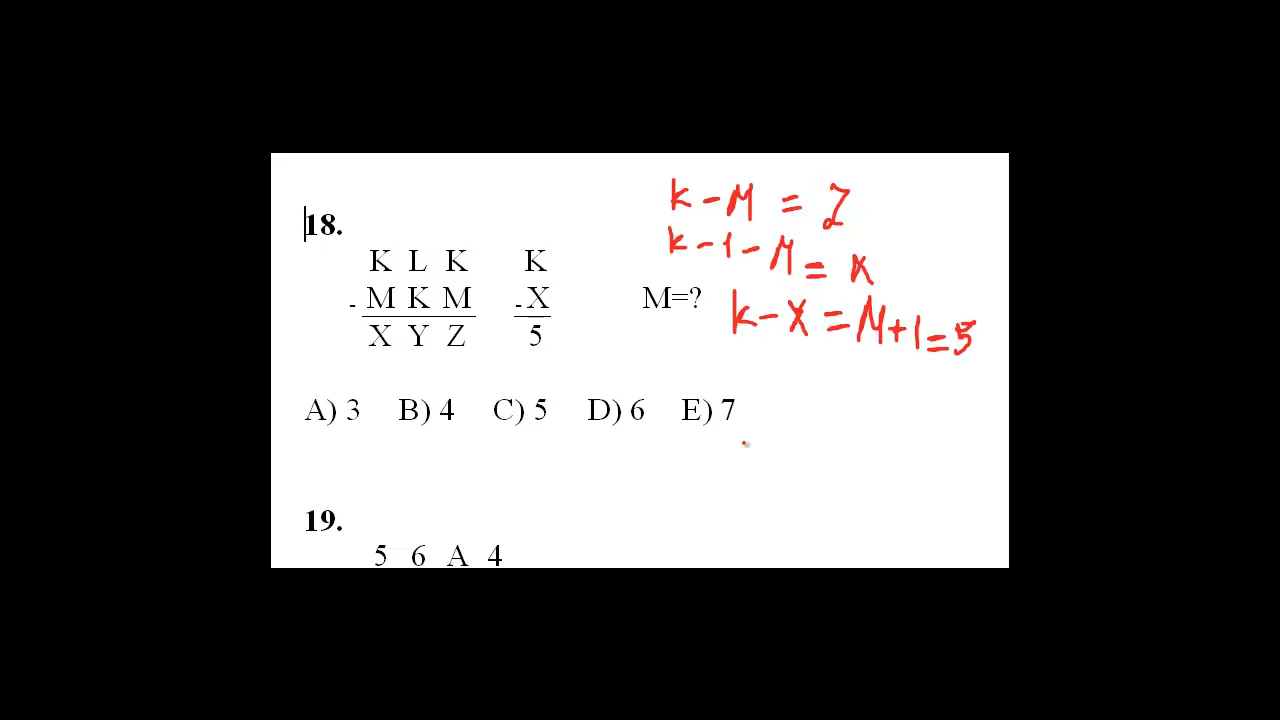 18.
K L K K
- M K M - X M=?
X Y Z 5
k - M = Z
k - 1 - M = X
k - X = M + 1 = 5
A) 3 B) 4 C) 5 D) 6 E) 7
19.
5 6 A 4